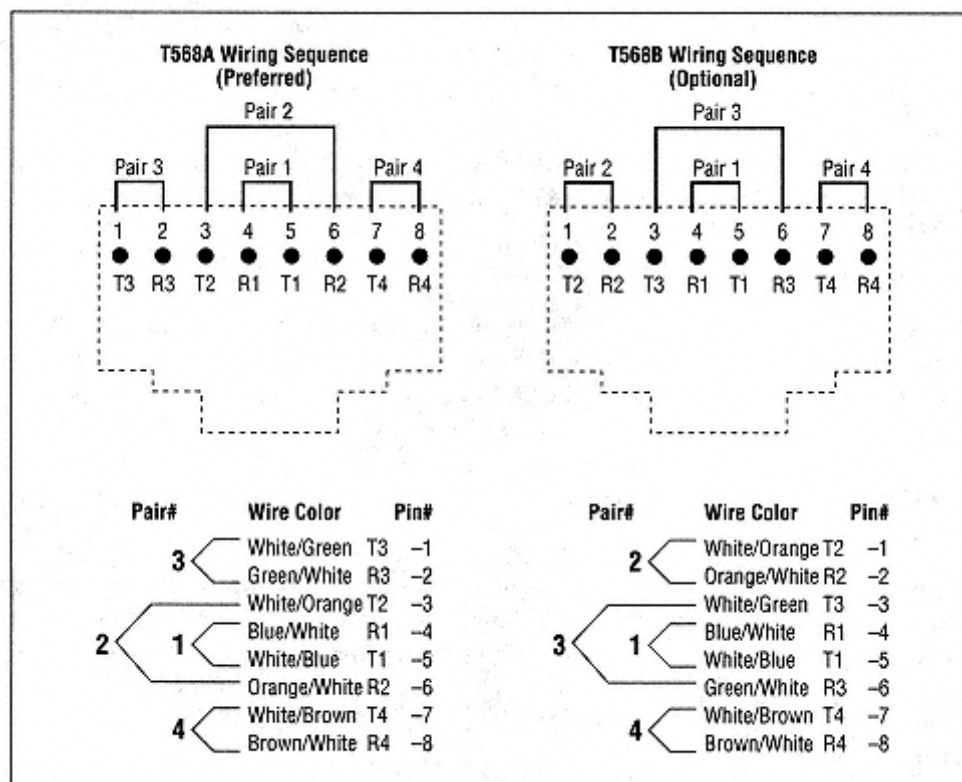 T568A Wiring Sequence
(Preferred)
Pair 2
Pair 3 Pair 1 Pair 4
1 2 3 4 5 6 7 8
T3 R3 T2 R1 T1 R2 T4 R4
Pair# Wire Color Pin#
3
White/Green T3 –1
Green/White R3 –2
White/Orange T2 –3
2 1
Blue/White R1 –4
White/Blue T1 –5
Orange/White R2 –6
4
White/Brown T4 –7
Brown/White R4 –8
T568B Wiring Sequence
(Optional)
Pair 3
Pair 2 Pair 1 Pair 4
1 2 3 4 5 6 7 8
T2 R2 T3 R1 T1 R3 T4 R4
Pair# Wire Color Pin#
2
White/Orange T2 –1
Orange/White R2 –2
White/Green T3 –3
3 1
Blue/White R1 –4
White/Blue T1 –5
Green/White R3 –6
4
White/Brown T4 –7
Brown/White R4 –8